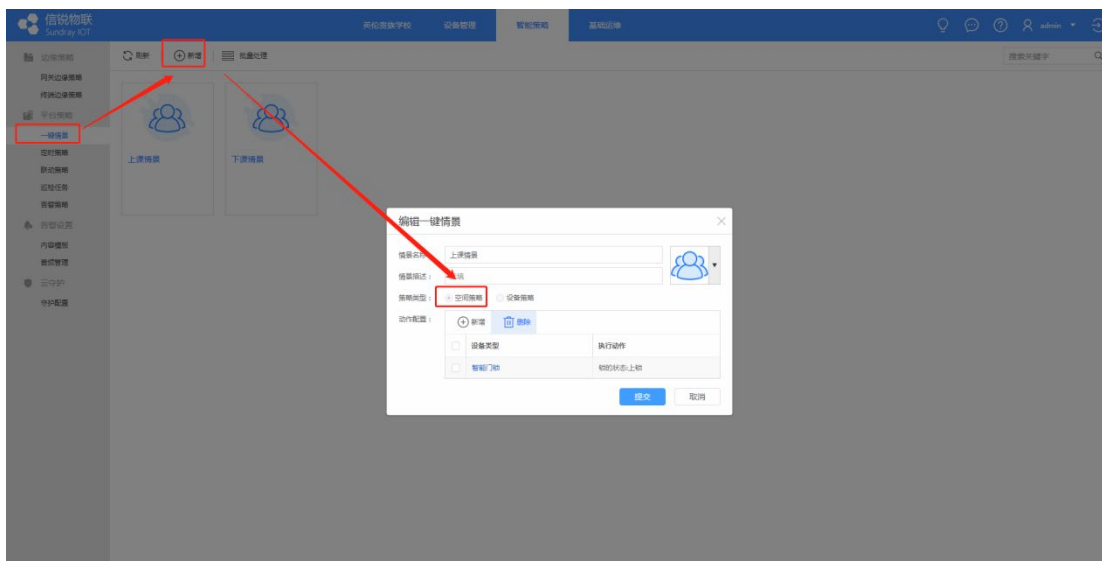 信锐物联
Sundray IOT
英伦贵族学校 设备管理 智能策略 基础运维
admin
边缘策略
网关边缘策略
终端边缘策略
平台策略
一键情景
定时策略
联动策略
巡检任务
告警策略
告警设置
内容模板
音频管理
云守护
守护配置
刷新 新增 批量处理
搜索关键字
上课情景 下课情景
编辑一键情景
情景名称 上课情景
情景描述：
策略类型： 空间策略 设备策略
动作配置： 新增 删除
设备类型 执行动作
智能门锁 锁的状态:上锁
提交 取消